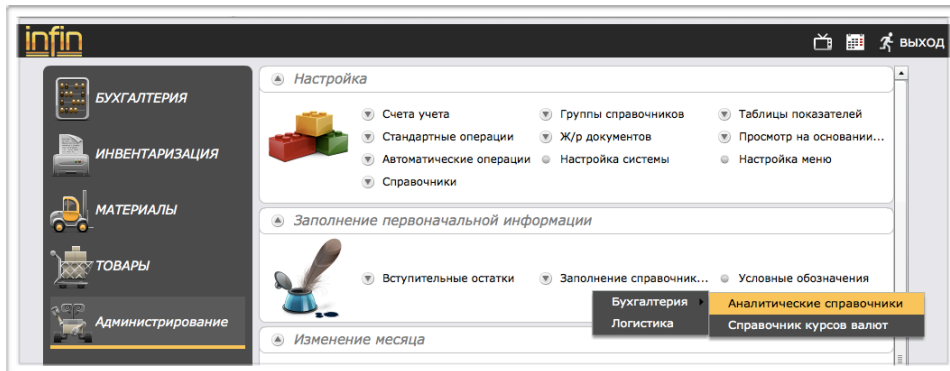 infin
ВЫХОД
БУХГАЛТЕРИЯ
ИНВЕНТАРИЗАЦИЯ
МАТЕРИАЛЫ
ТОВАРЫ
Администрирование
Настройка
Счета учета
Группы справочников
Таблицы показателей
Стандартные операции
Ж/р документов
Просмотр на основании...
Автоматические операции
Настройка системы
Настройка меню
Справочники
Заполнение первоначальной информации
Вступительные остатки
Заполнение справочник...
Условные обозначения
Бухгалтерия
Аналитические справочники
Логистика
Справочник курсов валют
Изменение месяца